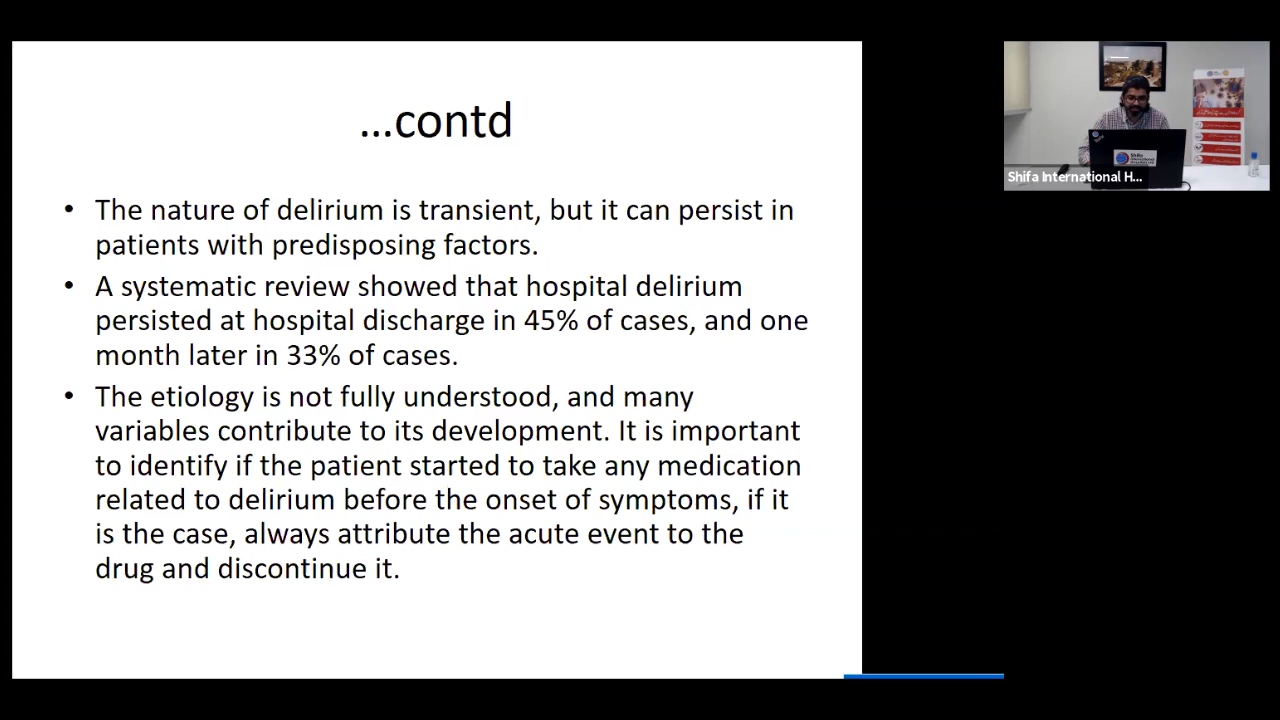 ...contd
• The nature of delirium is transient, but it can persist in
patients with predisposing factors.
• A systematic review showed that hospital delirium
persisted at hospital discharge in 45% of cases, and one
month later in 33% of cases.
• The etiology is not fully understood, and many
variables contribute to its development. It is important
to identify if the patient started to take any medication
related to delirium before the onset of symptoms, if it
is the case, always attribute the acute event to the
drug and discontinue it.
Shifa
International
Shifa International H...